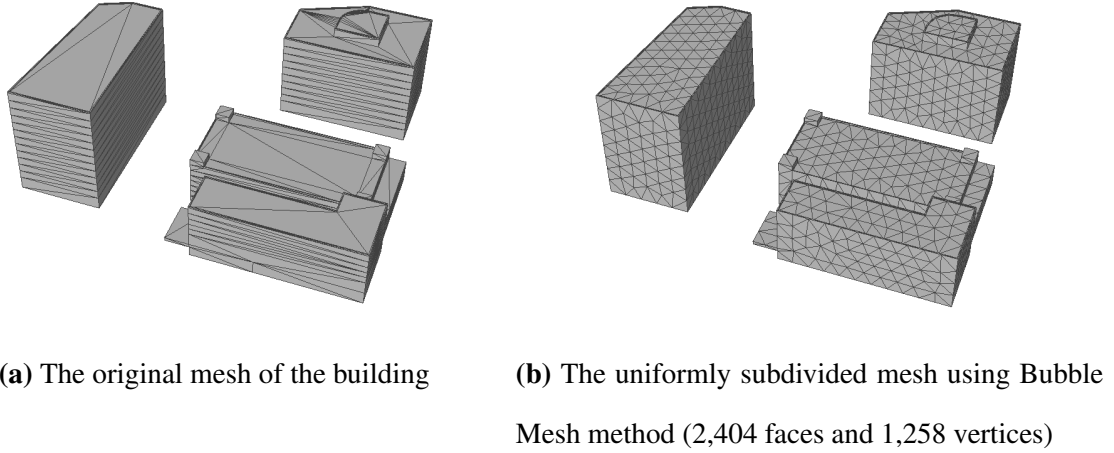 (a) The original mesh of the building
(b) The uniformly subdivided mesh using Bubble
Mesh method (2,404 faces and 1,258 vertices)